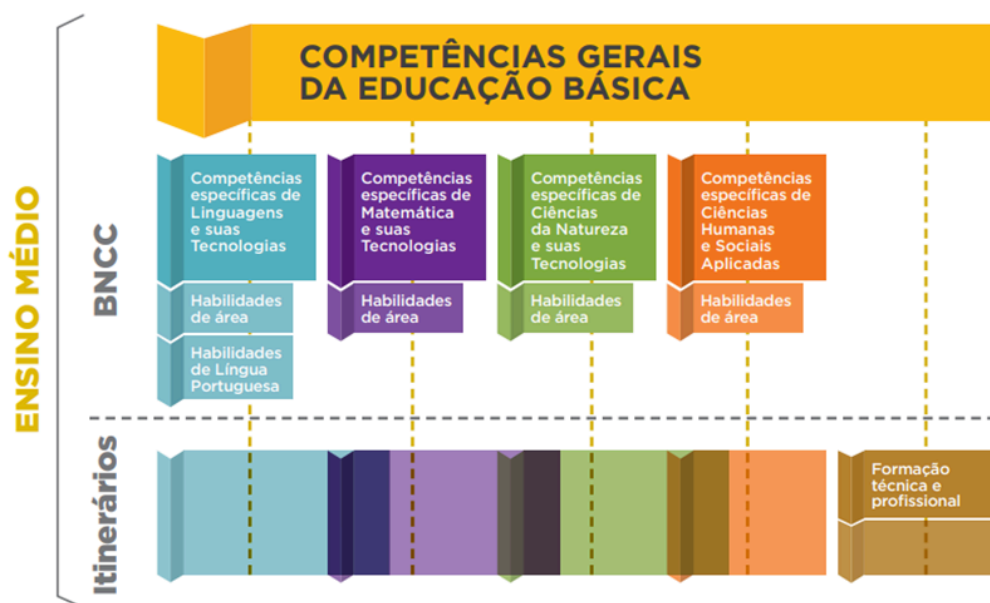 COMPETÊNCIAS GERAIS
DA EDUCAÇÃO BÁSICA
ENSINO MÉDIO
BNCC
Competências
específicas de
Linguagens
e suas
Tecnologias
Habilidades
de área
Habilidades
de Língua
Portuguesa
Competências
específicas de
Matemática
e suas
Tecnologias
Habilidades
de área
Competências
específicas de
Ciências
da Natureza
e suas
Tecnologias
Habilidades
de área
Competências
específicas de
Ciências
Humanas
e Sociais
Aplicadas
Habilidades
de área
Itinerários
Formação
técnica e
profissional